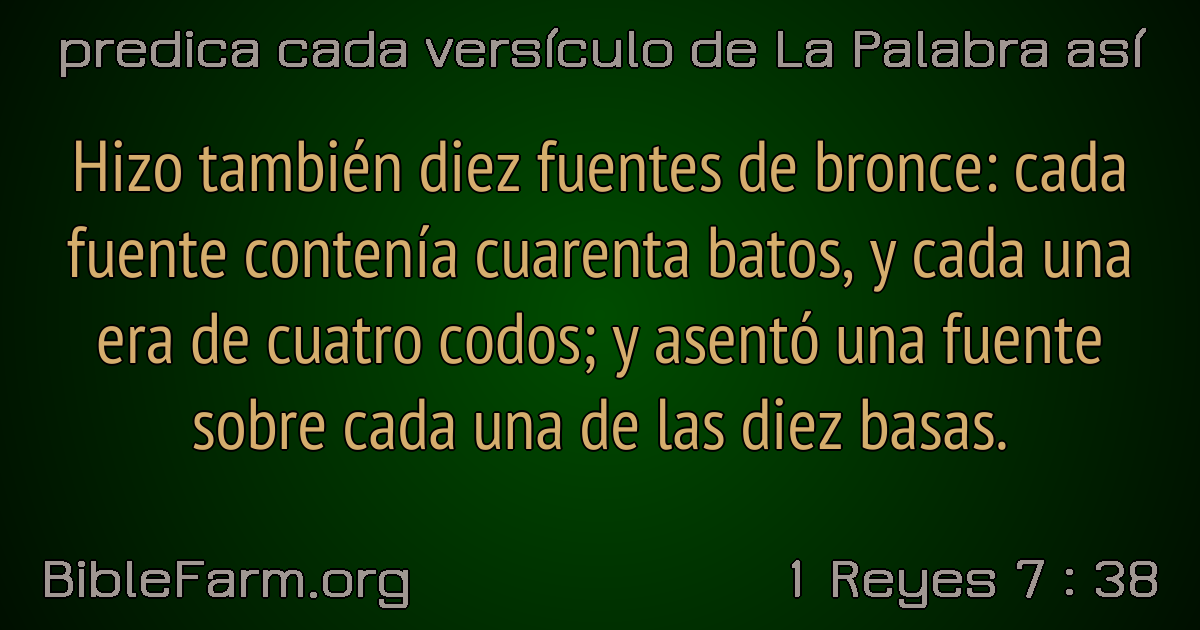 predica cada versículo de La Palabra así
Hizo también diez fuentes de bronce: cada
fuente contenía cuarenta batos, y cada una
era de cuatro codos; y asentó una fuente
sobre cada una de las diez basas.
BibleFarm.org
1 Reyes 7 : 38